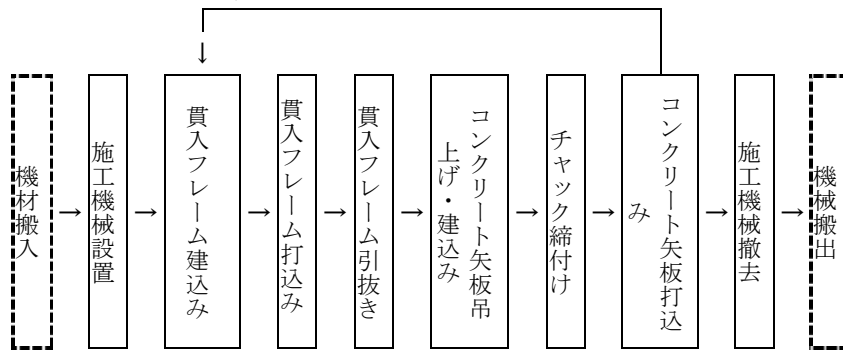 機材搬入
→
施工機械設置
→
↓
貫入フレーム建込み
→
貫入フレーム打込み
→
貫入フレーム引抜き
→
コンクリート矢板吊
上げ・建込み
→
チャック締付け
→
コンクリート矢板打込
み
→
施工機械撤去
→
機械搬出